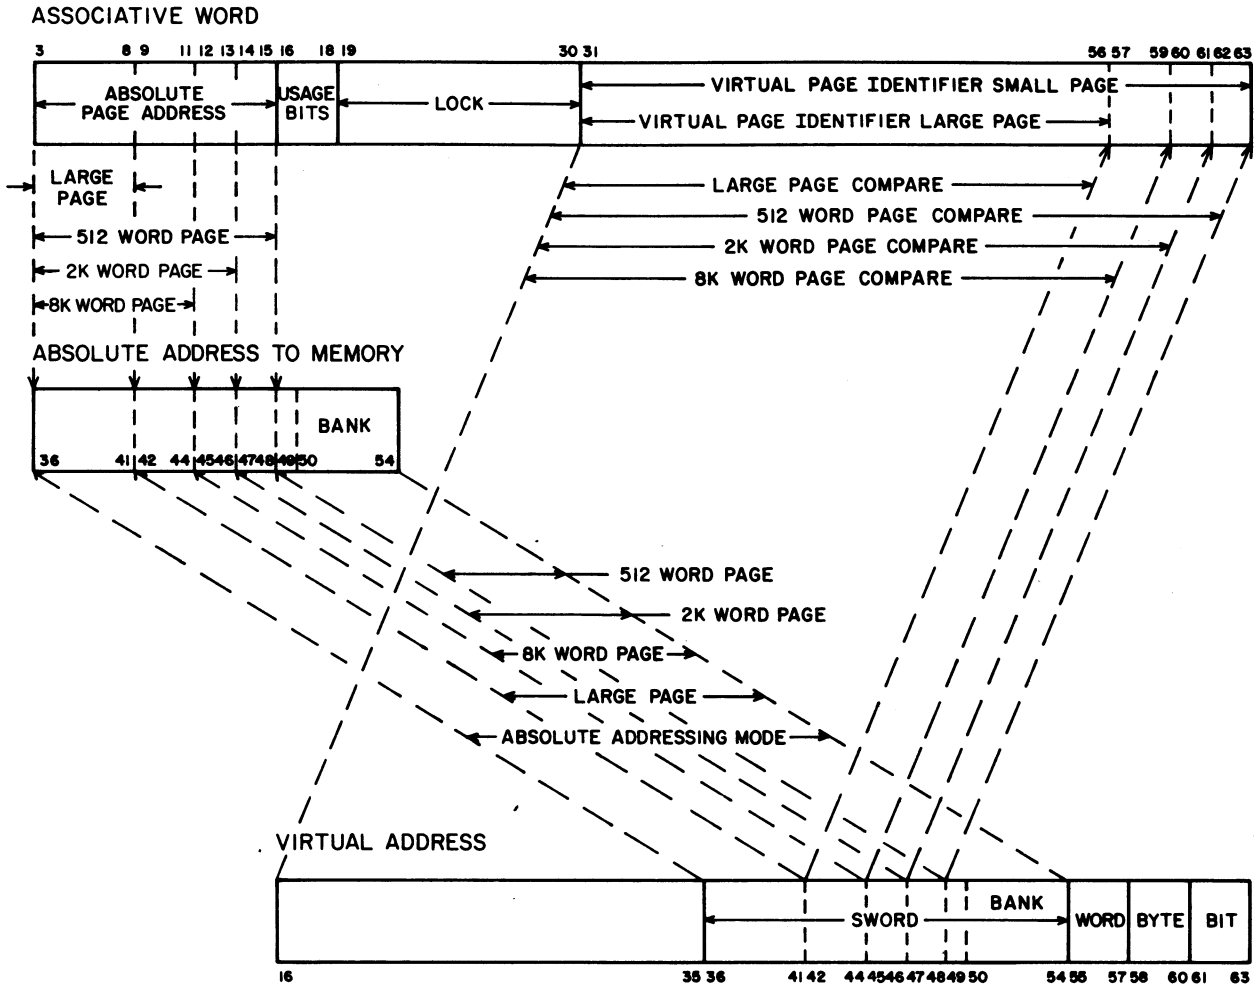 ASSOCIATIVE WORD
3 8 9 11 12 13 14 15 16 18 19 30 31 56 57 59 60 61 62 63
ABSOLUTE PAGE ADDRESS
USAGE BITS
LOCK
VIRTUAL PAGE IDENTIFIER SMALL PAGE
VIRTUAL PAGE IDENTIFIER LARGE PAGE
LARGE PAGE
LARGE PAGE COMPARE
512 WORD PAGE COMPARE
512 WORD PAGE
2K WORD PAGE COMPARE
2K WORD PAGE
8K WORD PAGE COMPARE
8K WORD PAGE
ABSOLUTE ADDRESS TO MEMORY
BANK
36 41 42 44 45 46 47 48 49 50 54
512 WORD PAGE
2K WORD PAGE
8K WORD PAGE
LARGE PAGE
ABSOLUTE ADDRESSING MODE
VIRTUAL ADDRESS
BANK
SWORD WORD BYTE BIT
16 35 36 41 42 44 45 46 47 48 49 50 54 55 57 58 60 61 63